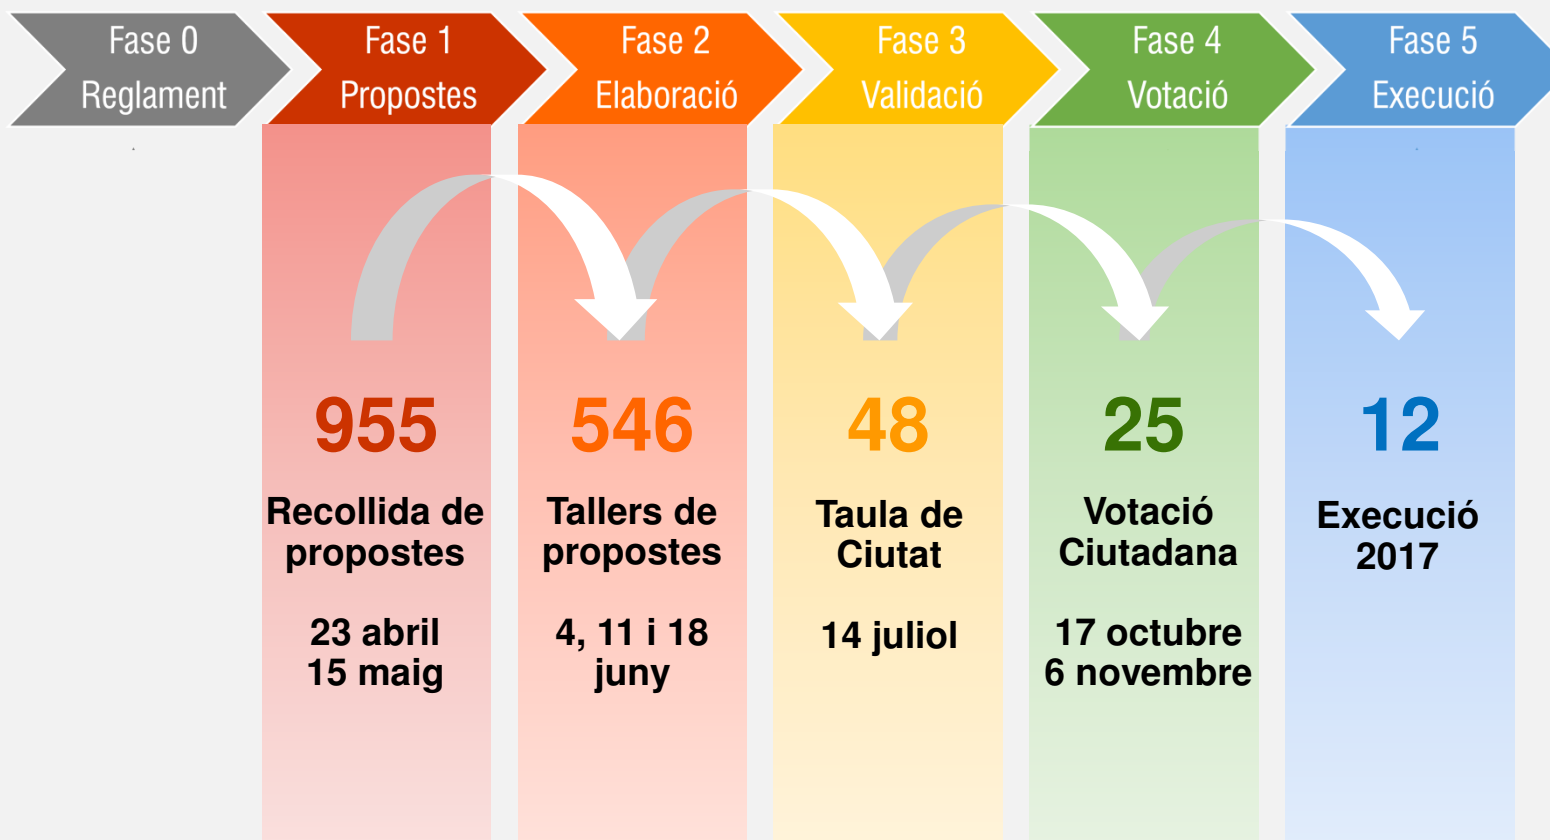 Fase 0
Reglament
Fase 1
Propostes
Fase 2
Elaboració
Fase 3
Validació
Fase 4
Votació
Fase 5
Execució
955
Recollida de
propostes
23 abril
15 maig
546
Tallers de
propostes
4, 11 i 18
juny
48
Taula de
Ciutat
14 juliol
25
Votació
Ciutadana
17 octubre
6 novembre
12
Execució
2017